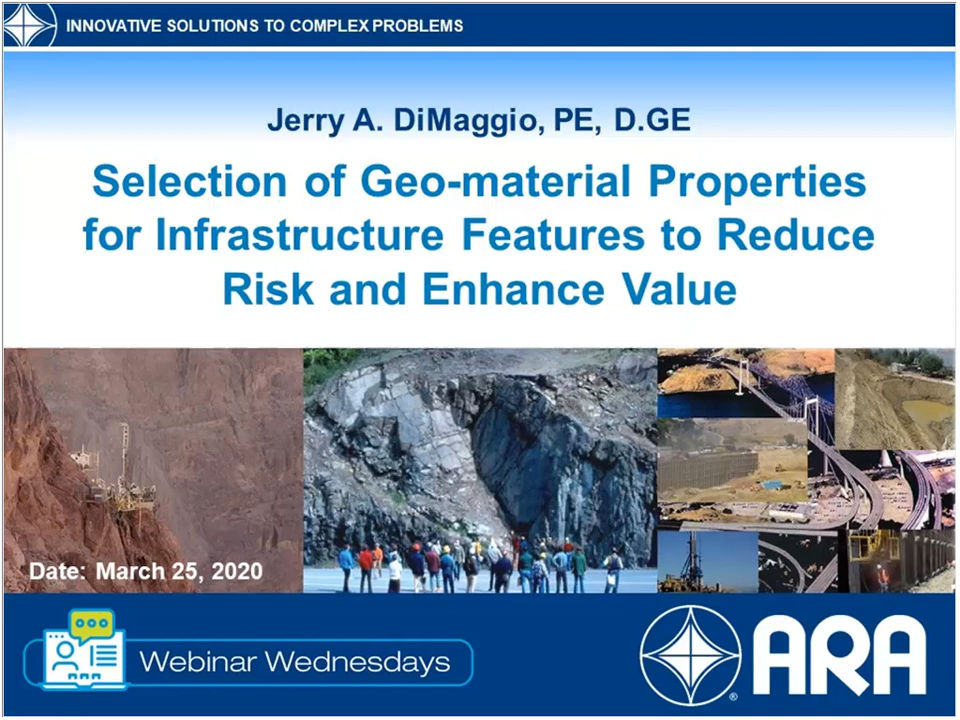 INNOVATIVE SOLUTIONS TO COMPLEX PROBLEMS
Jerry A. DiMaggio, PE, D.GE
Selection of Geo-material Properties
for Infrastructure Features to Reduce
Risk and Enhance Value
Date: March 25, 2020
Webinar Wednesdays
® ARA